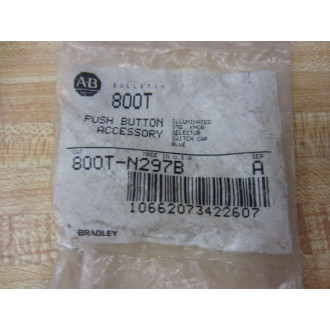 A-B
BULLETIN
800T
PUSH BUTTON
ACCESSORY
ILLUMINATED
STD. KNOB
SELECTOR
SWITCH CAP
BLUE
CAT
MADE IN U.S.A.
SER
800T-N297B
A
10662073422607
-BRADLEY